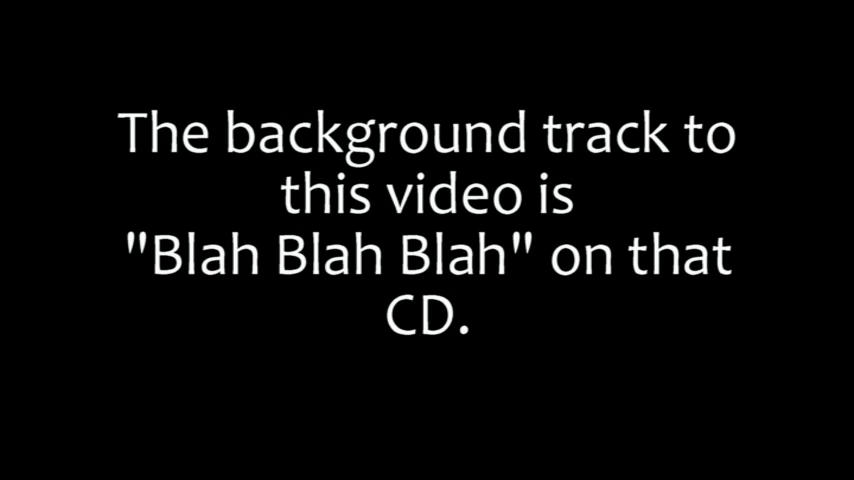 The background track to
this video is
"Blah Blah Blah" on that
CD.